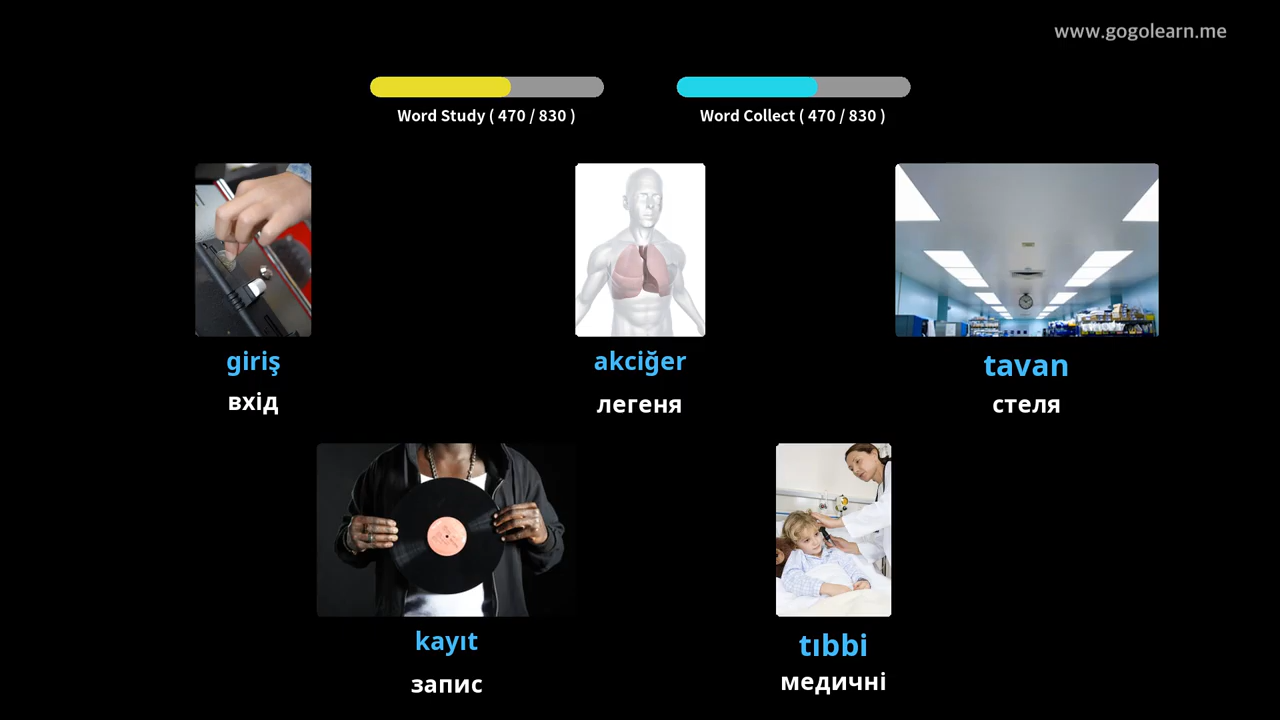 www.gogolearn.me
Word Study ( 470 / 830 )
Word Collect ( 470 / 830 )
giriş
вхід
akciğer
легеня
tavan
стеля
kayıt
запис
tıbbi
медичні